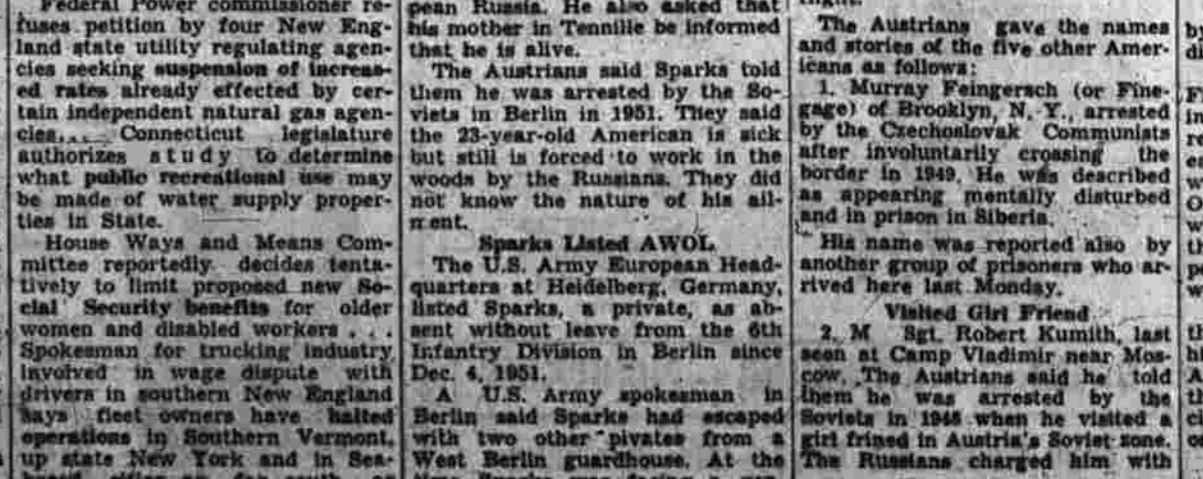 Federal Power commissioner re-
fuses petition by four New Eng-
land state utility regulating agen-
cies seeking suspension of increas-
ed rates already effected by cer-
tain independent natural gas agen-
cies... Connecticut legislature
authorizes study to determine
what public recreational use may
be made of water supply proper-
ties in State.
House Ways and Means Com-
mittee reportedly decides tenta-
tively to limit proposed new So-
cial Security benefits for older
women and disabled workers . . .
Spokesman for trucking industry
involved in wage dispute with
drivers in southern New England
says fleet owners have halted
operations in Southern Vermont,
up state New York and in Sea-
pean Russia. He also asked that
his mother in Tennille be informed
that he is alive.
The Austrians said Sparks told
them he was arrested by the So-
viets in Berlin in 1951. They said
the 23-year-old American is sick
but still is forced to work in the
woods by the Russians. They did
not know the nature of his ail-
ment.
Sparks Listed AWOL
The U.S. Army European Head-
quarters at Heidelberg, Germany,
listed Sparks, a private, as ab-
sent without leave from the 6th
Infantry Division in Berlin since
Dec. 4, 1951.
A U.S. Army spokesman in
Berlin said Sparks had escaped
with two other pivates from a
West Berlin guardhouse. At the
The Austrians gave the names
and stories of the five other Amer-
icans as follows:
1. Murray Feingersch (or Fine-
gage) of Brooklyn, N. Y., arrested
by the Czechoslovak Communists
after involuntarily crossing the
border in 1949. He was described
as appearing mentally disturbed
and in prison in Siberia.
His name was reported also by
another group of prisoners who ar-
rived here last Monday.
Visited Girl Friend
2. M Sgt. Robert Kumith, last
seen at Camp Vladimir near Mos-
cow. The Austrians said he told
them he was arrested by the
Soviets in 1948 when he visited a
girl frined in Austria's Soviet zone.
The Russians charged him with